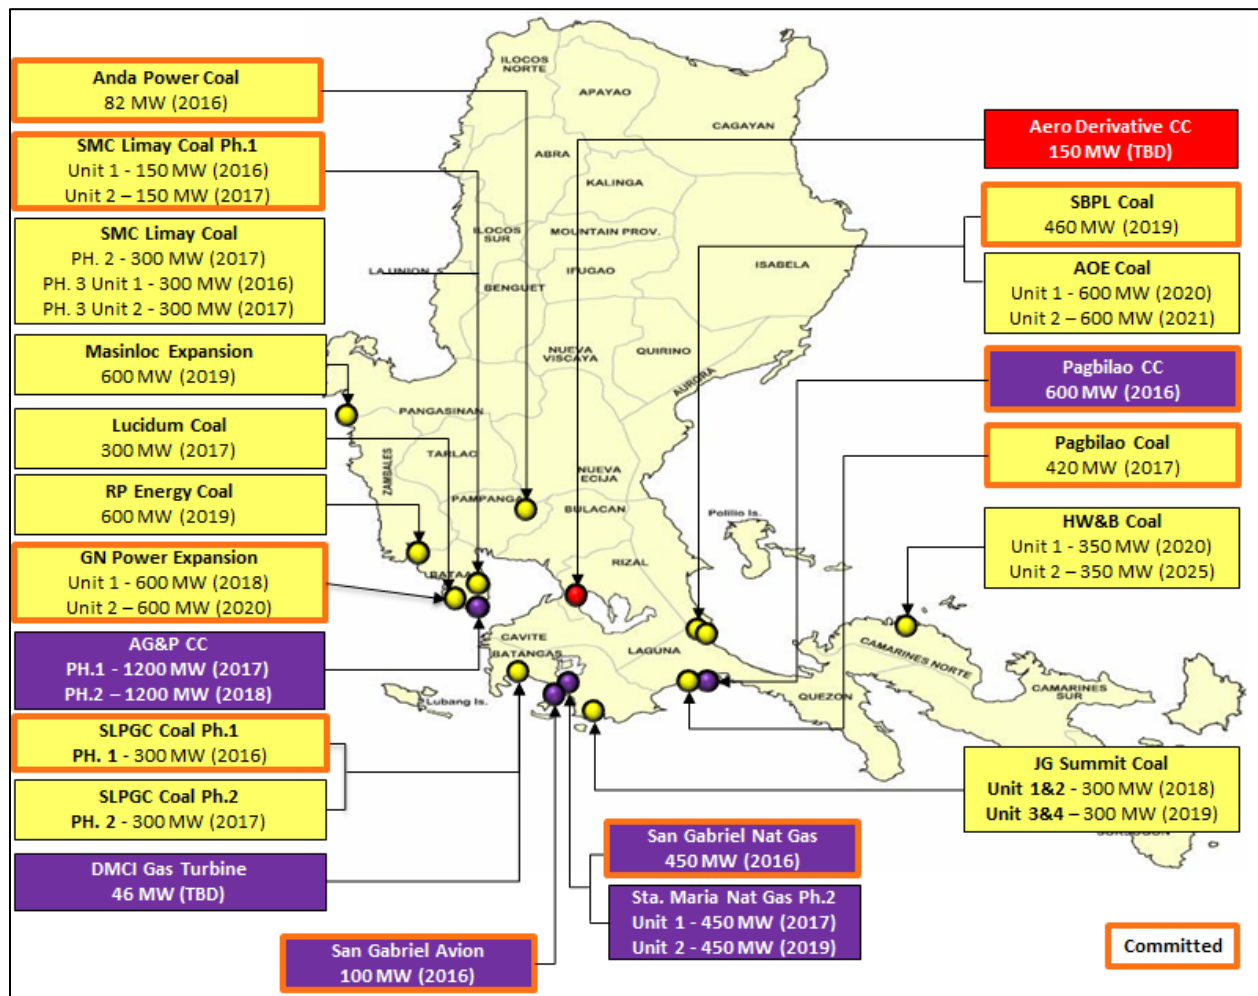 Anda Power Coal
82 MW (2016)
SMC Limay Coal Ph.1
Unit 1 - 150 MW (2016)
Unit 2 – 150 MW (2017)
SMC Limay Coal
PH. 2 - 300 MW (2017)
PH. 3 Unit 1 - 300 MW (2016)
PH. 3 Unit 2 - 300 MW (2017)
Masinloc Expansion
600 MW (2019)
Lucidum Coal
300 MW (2017)
RP Energy Coal
600 MW (2019)
GN Power Expansion
Unit 1 - 600 MW (2018)
Unit 2 – 600 MW (2020)
AG&P CC
PH.1 - 1200 MW (2017)
PH.2 – 1200 MW (2018)
SLPGC Coal Ph.1
PH. 1 - 300 MW (2016)
SLPGC Coal Ph.2
PH. 2 - 300 MW (2017)
DMCI Gas Turbine
46 MW (TBD)
San Gabriel Avion
100 MW (2016)
San Gabriel Nat Gas
450 MW (2016)
Sta. Maria Nat Gas Ph.2
Unit 1 - 450 MW (2017)
Unit 2 - 450 MW (2019)
Aero Derivative CC
150 MW (TBD)
SBPL Coal
460 MW (2019)
AOE Coal
Unit 1 - 600 MW (2020)
Unit 2 – 600 MW (2021)
Pagbilao CC
600 MW (2016)
Pagbilao Coal
420 MW (2017)
HW&B Coal
Unit 1 - 350 MW (2020)
Unit 2 – 350 MW (2025)
JG Summit Coal
Unit 1&2 - 300 MW (2018)
Unit 3&4 – 300 MW (2019)
Committed
ILOCOS
NORTE
APAYAO
CAGAYAN
ABRA
KALINGA
ILOCOS
SUR
MOUNTAIN PROV.
LA UNION
IFUGAO
ISABELA
BENGUET
NUEVA
VISCAYA
QUIRINO
AURORA
PANGASINAN
TARLAC
ZAMBALES
NUEVA
ECIJA
PAMPANGA
BULACAN
Polilio Is.
RIZAL
CAVITE
BATANGAS
LAGUNA
Lubang Is.
QUEZON
CAMARINES NORTE
CAMARINES
SUR